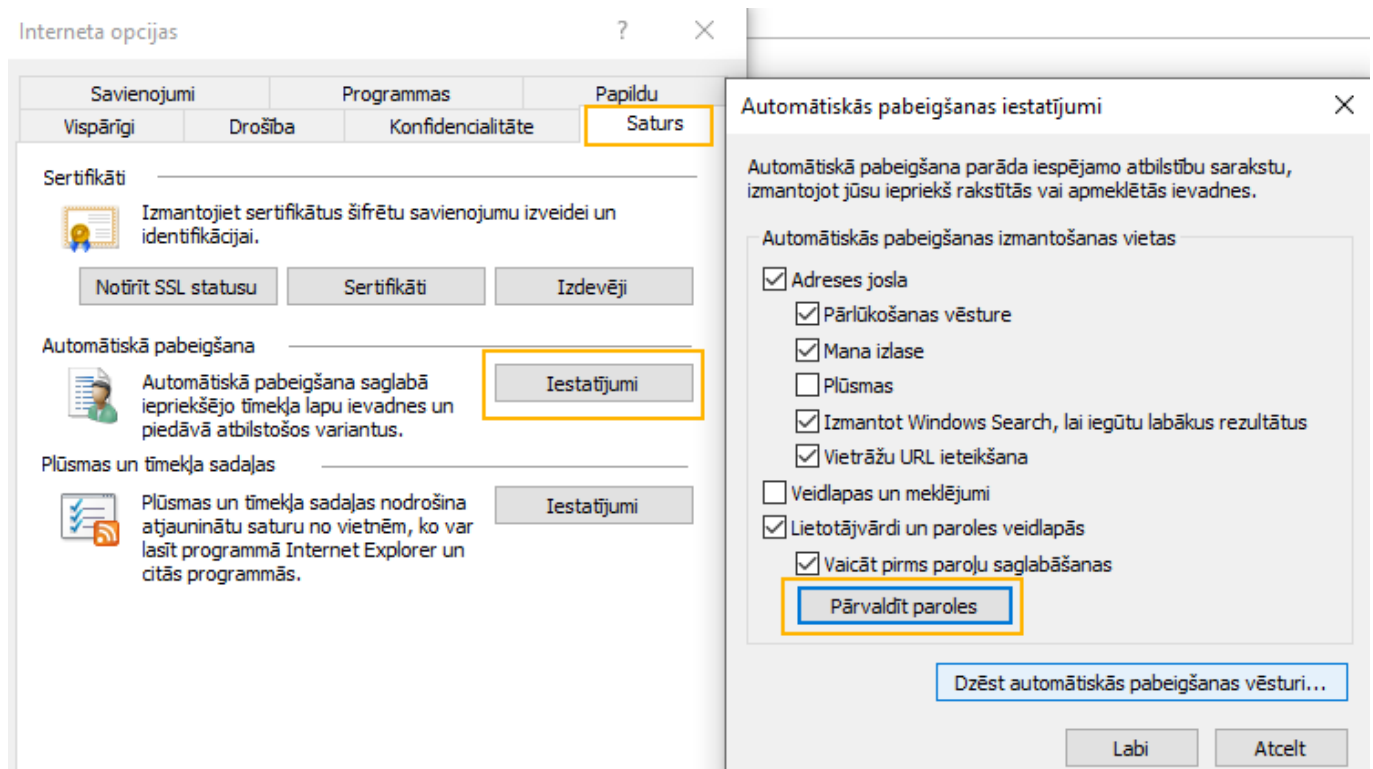 Interneta opcijas
?
Savienojumi
Programmas
Papildu
Vispārīgi
Drošība
Konfidencialitāte
Saturs
Sertifikāti
Izmantojiet sertifikātus šifrētu savienojumu izveidei un
identifikācijai.
Notīrīt SSL statusu
Sertifikāti
Izdevēji
Automātiskā pabeigšana
Automātiskā pabeigšana saglabā
iepriekšējo tīmekļa lapu ievadnes un
piedāvā atbilstošos variantus.
Iestatījumi
Plūsmas un tīmekļa sadaļas
Plūsmas un tīmekļa sadaļas nodrošina
atjauninātu saturu no vietnēm, ko var
lasīt programmā Internet Explorer un
citās programmās.
Iestatījumi
Automātiskās pabeigšanas iestatījumi
Automātiskā pabeigšana parāda iespējamo atbilstību sarakstu,
izmantojot jūsu iepriekš rakstītās vai apmeklētās ievadnes.
Automātiskās pabeigšanas izmantošanas vietas
Adreses josla
Pārlūkošanas vēsture
Mana izlase
Plūsmas
Izmantot Windows Search, lai iegūtu labākus rezultātus
Vietrāžu URL ieteikšana
Veidlapas un meklējumi
Lietotājvārdi un paroles veidlapās
Vaicāt pirms paroļu saglabāšanas
Pārvaldīt paroles
Dzēst automātiskās pabeigšanas vēsturi...
Labi
Atcelt